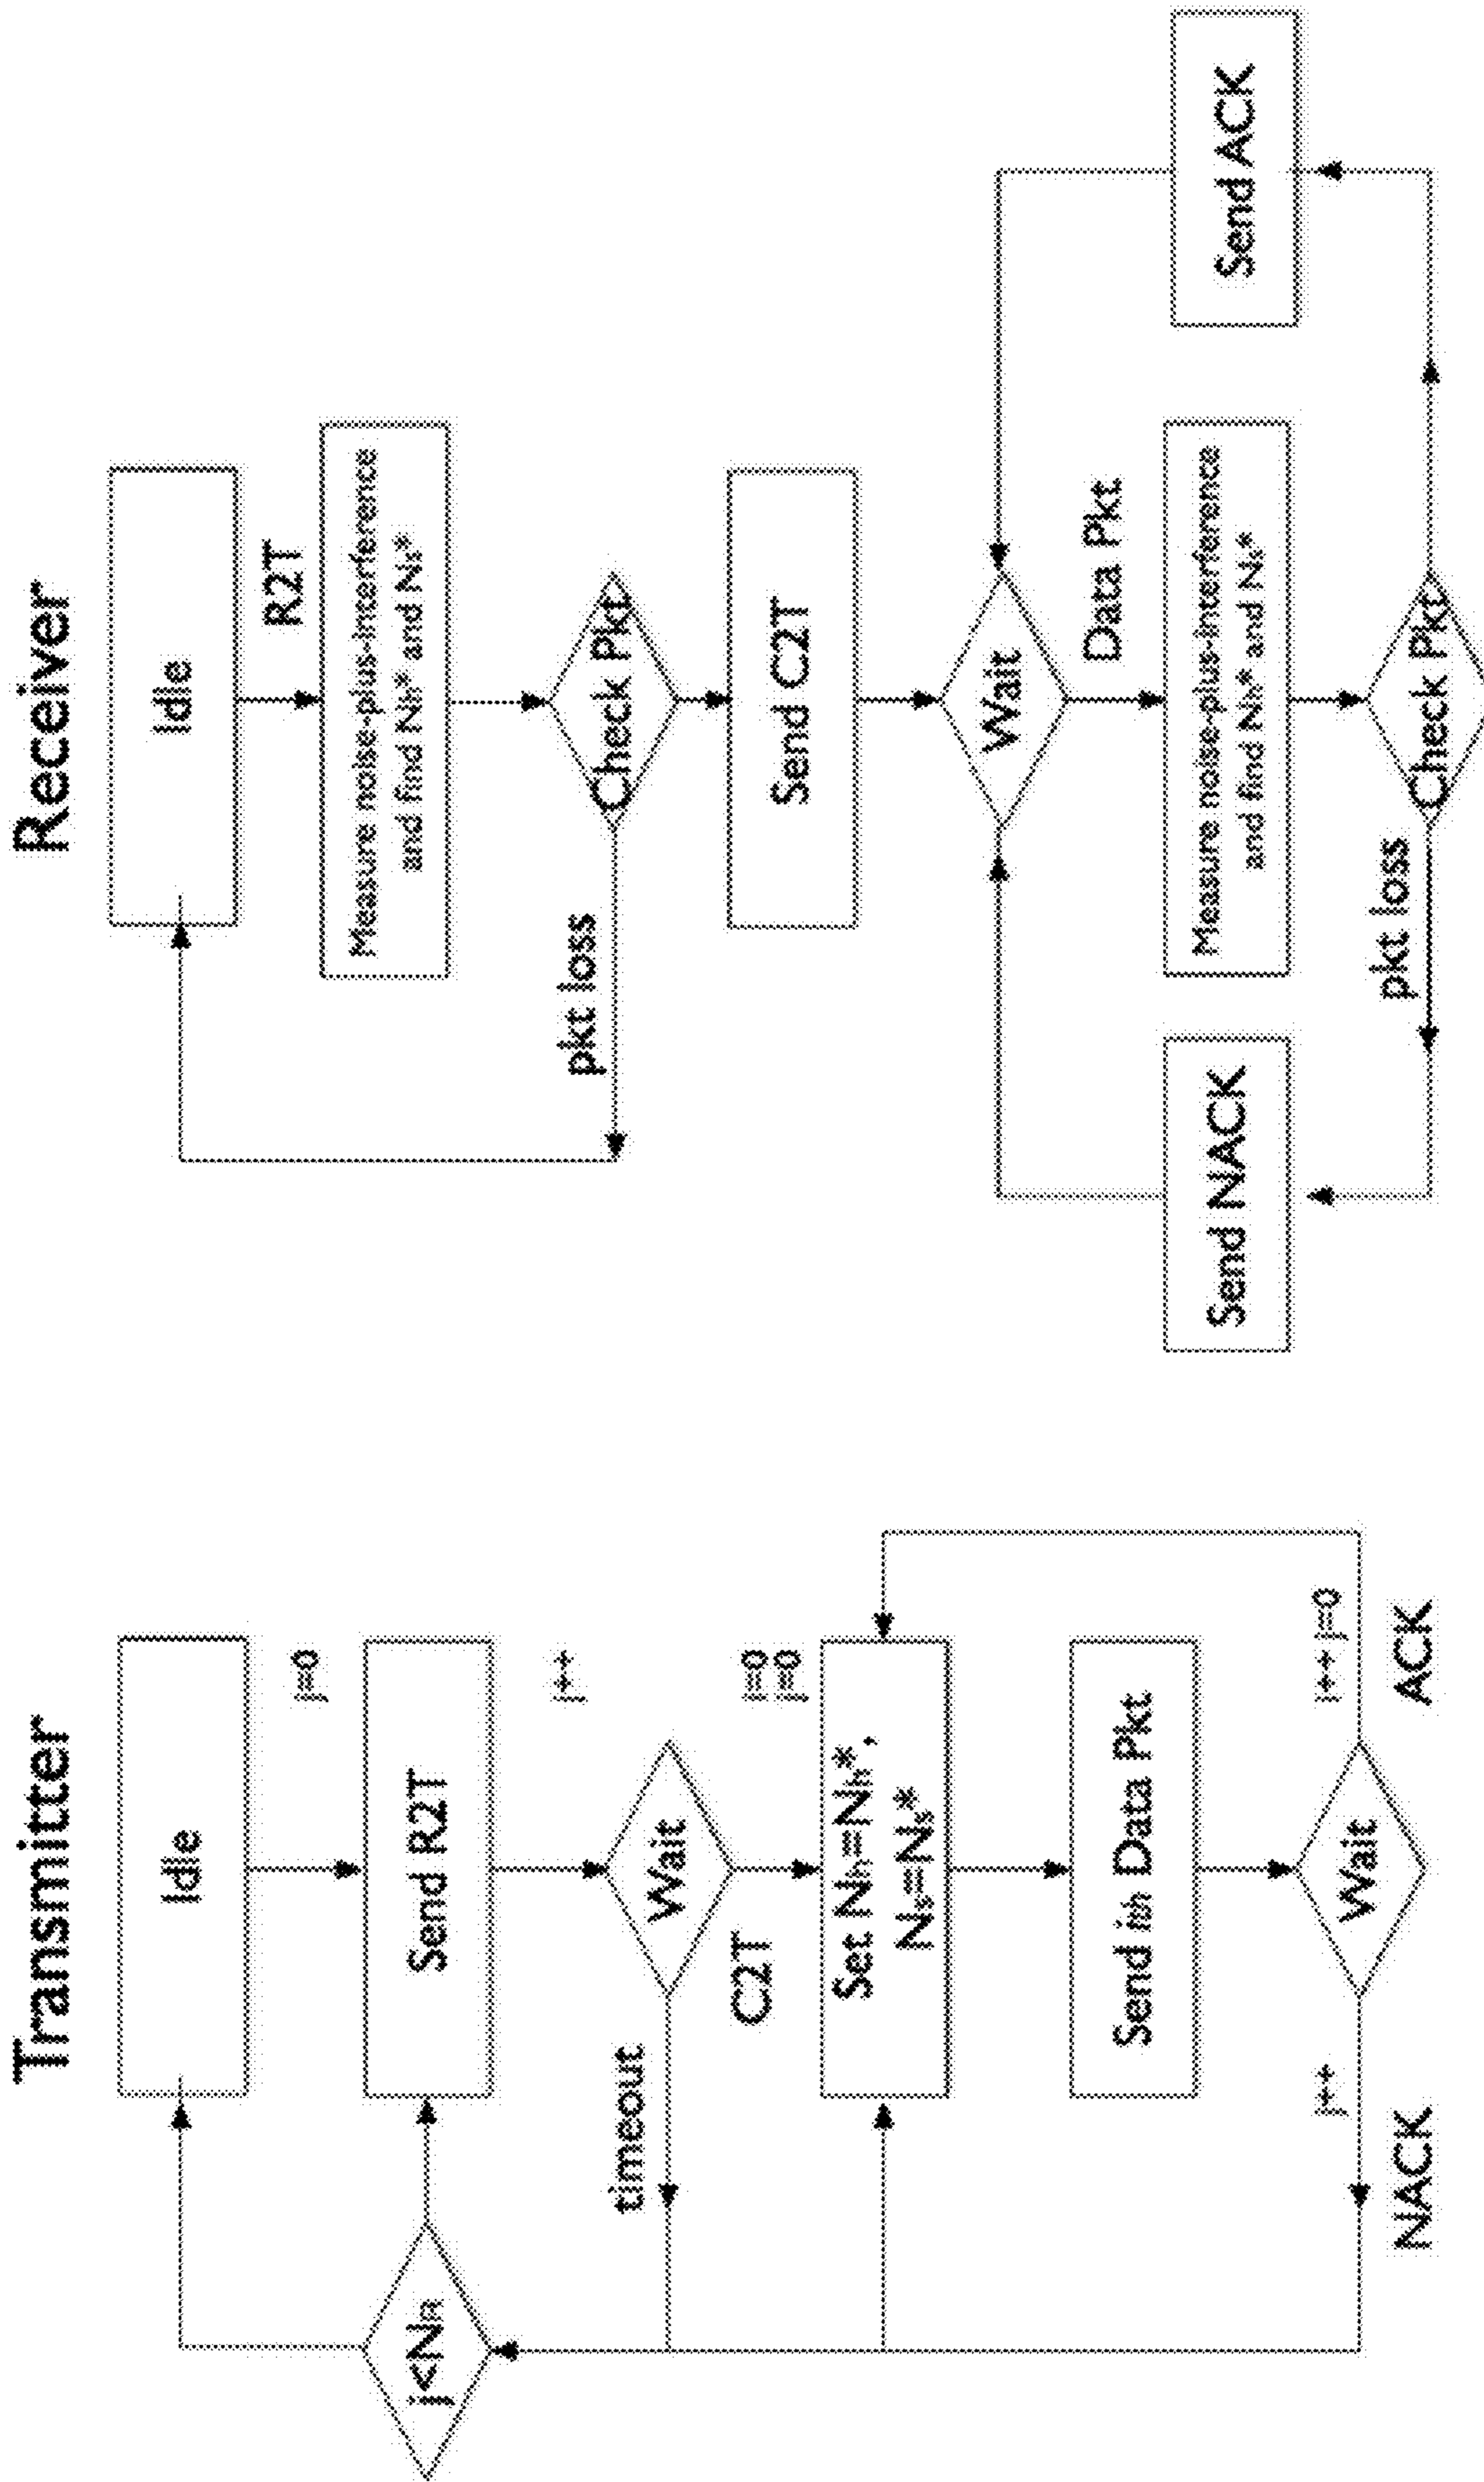 Transmitter
Idle
j=0
Send R2T
j<N_R
j++
Wait
timeout
C2T
i=0
j=0
Set Nₕ=Nₕ*,
Nₛ=Nₛ*
Send ith Data Pkt
Wait
j++
NACK
i++ j=0
ACK
Receiver
Idle
R2T
Measure noise-plus-interference
and find Nₕ* and Nₛ*
Check Pkt
pkt loss
Send C2T
Wait
Data Pkt
Measure noise-plus-interference
and find Nₕ* and Nₛ*
Check Pkt
pkt loss
Send NACK
Send ACK